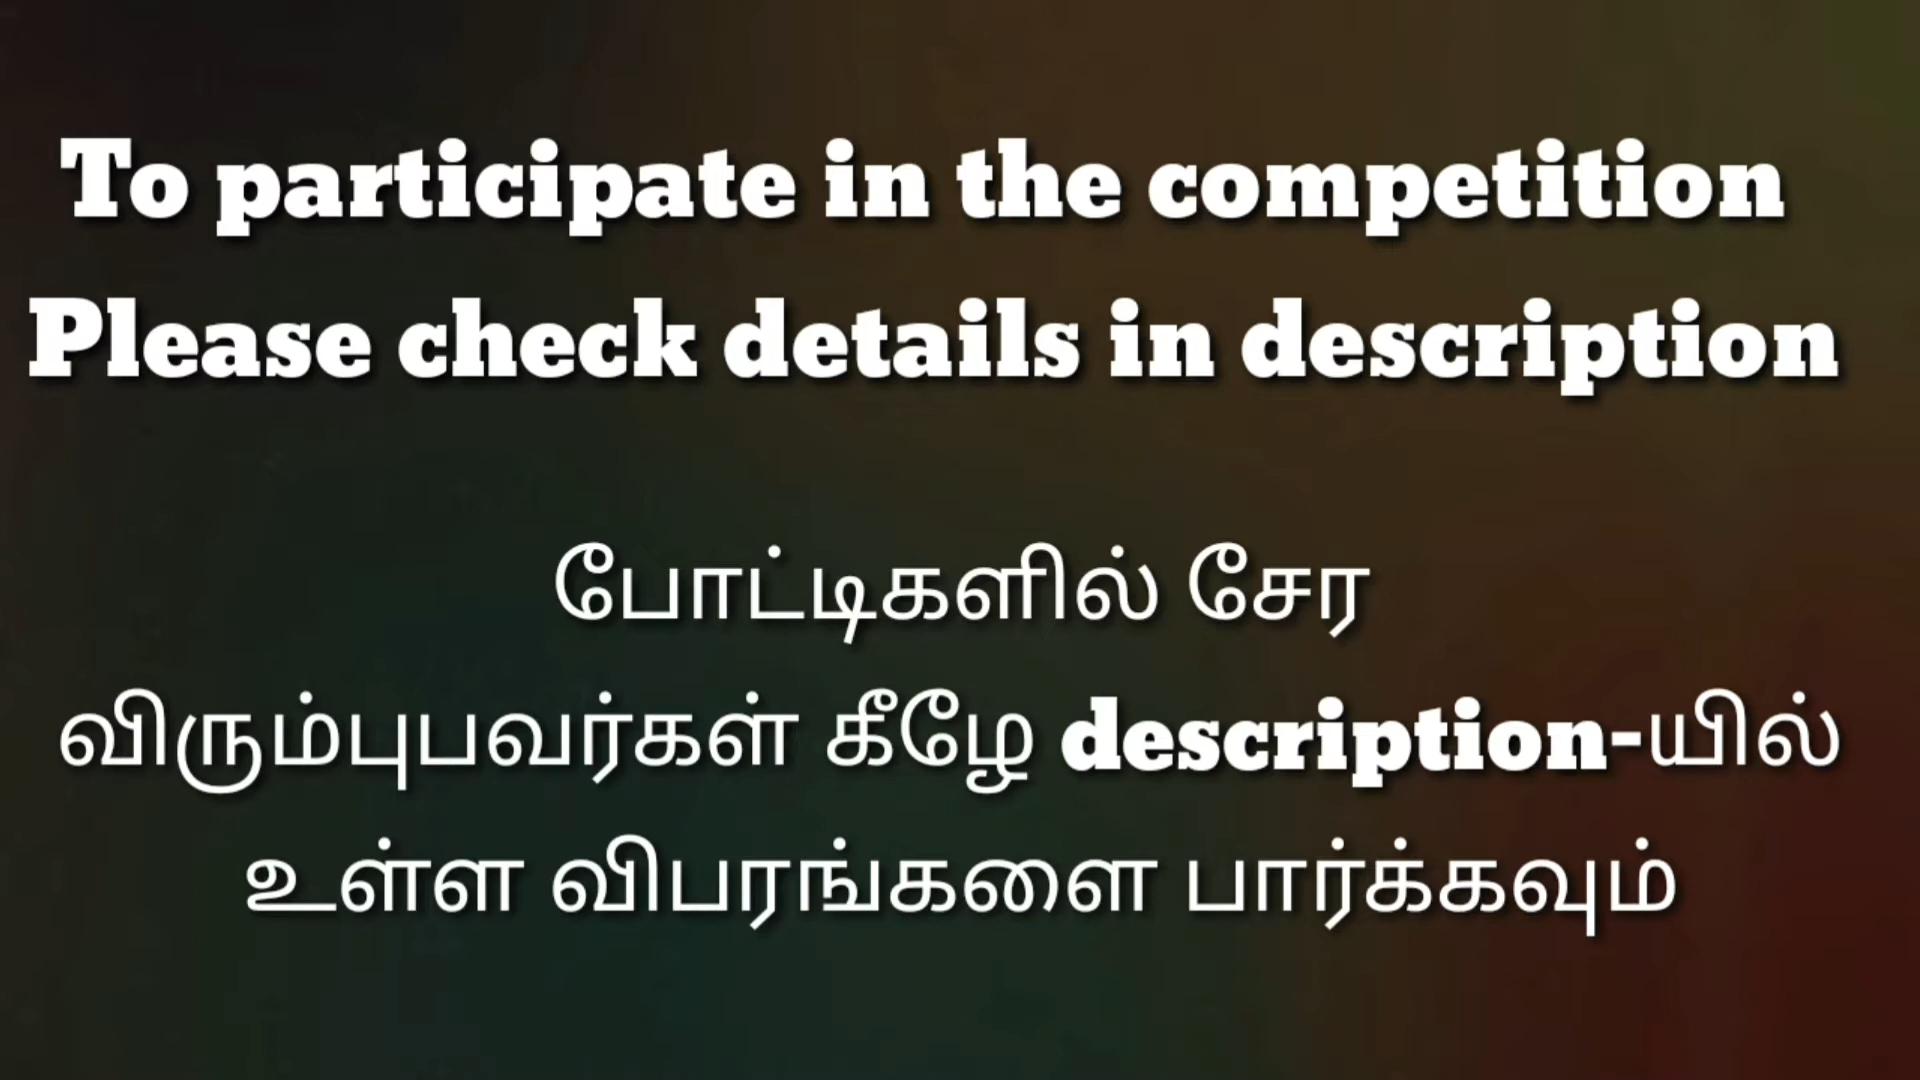 To participate in the competition
Please check details in description
போட்டிகளில் சேர
விரும்புபவர்கள் கீழே description-யில்
உள்ள விபரங்களை பார்க்கவும்